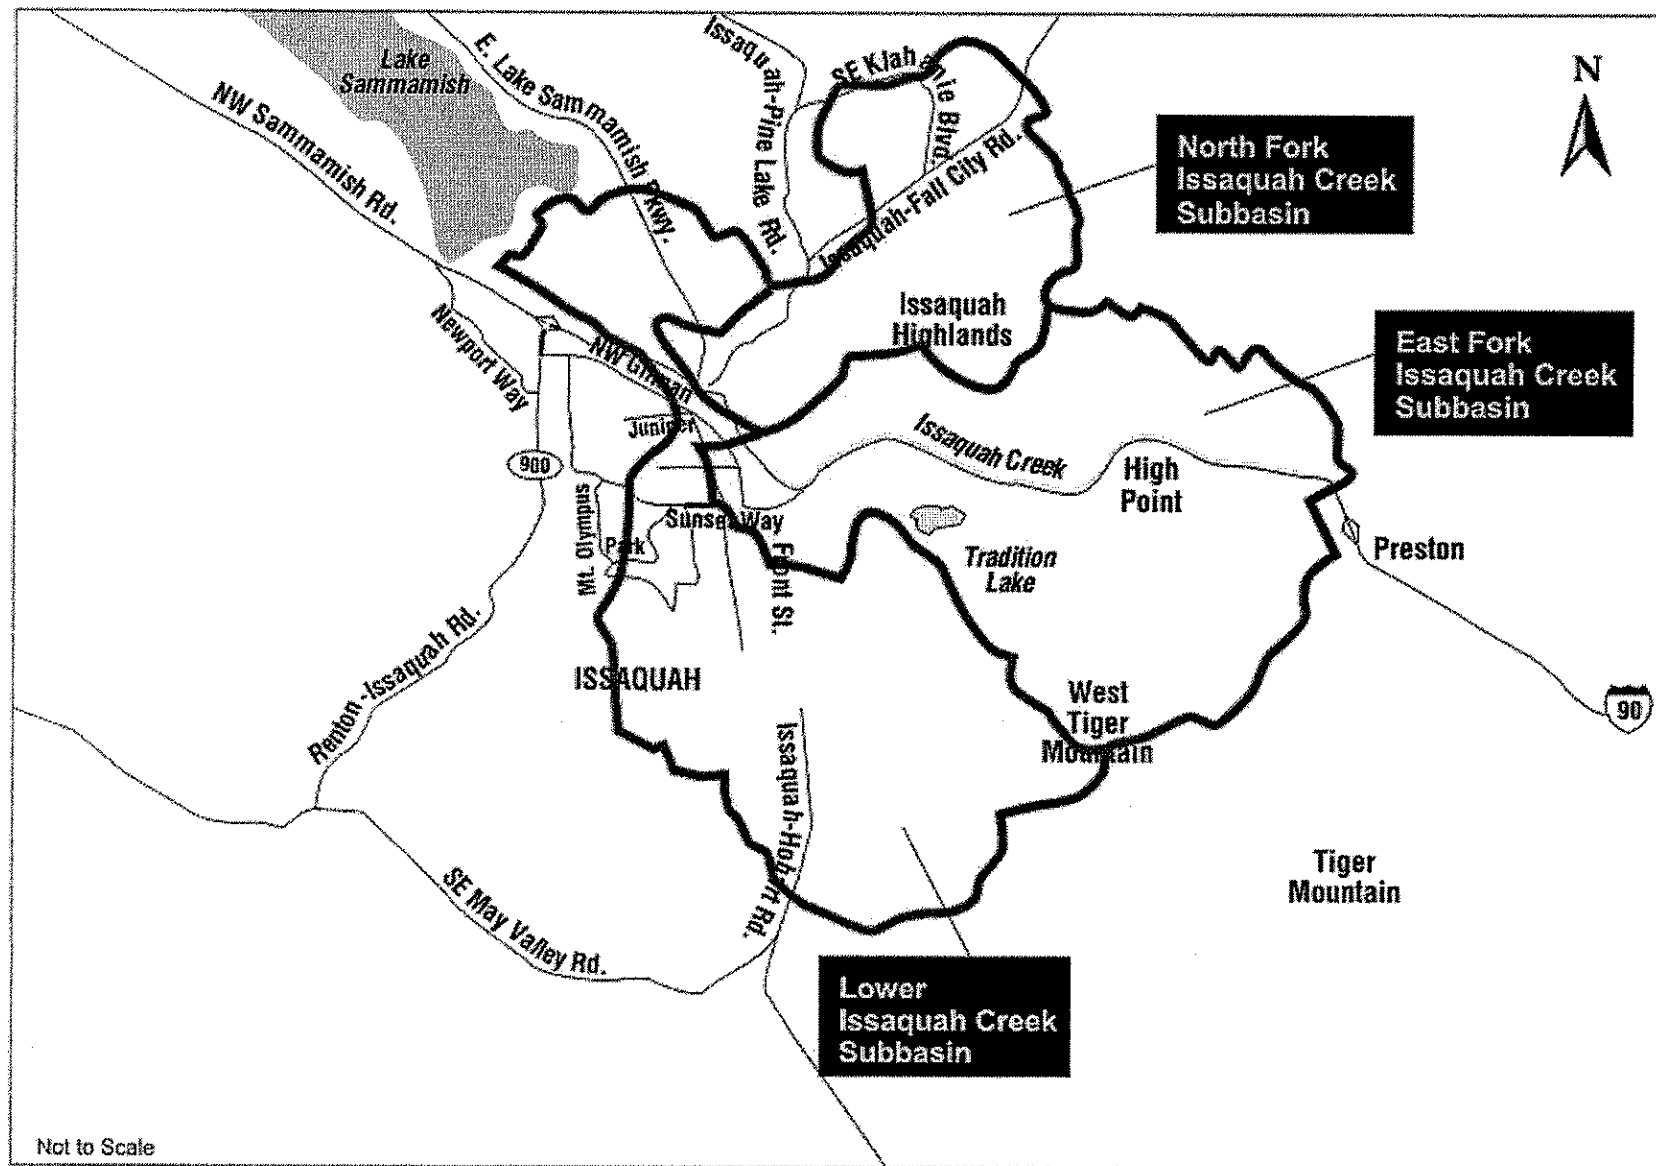 Lake
Sammamish
E. Lake Sammamish Pkwy.
Issaquah-Pine Lake Rd.
SE Klahanie Blvd.
N
NW Sammamish Rd.
North Fork
Issaquah Creek
Subbasin
Issaquah-Fall City Rd.
Issaquah
Highlands
Newport Way
NW Gilman
East Fork
Issaquah Creek
Subbasin
Juniper
Issaquah Creek
900
High
Point
Mt. Olympus
Sunset Way
Park
Front St.
Tradition
Lake
Preston
Renton-Issaquah Rd.
ISSAQUAH
West
Tiger
Mountain
90
Issaquah-Hobart Rd.
Tiger
Mountain
SE May Valley Rd.
Lower
Issaquah Creek
Subbasin
Not to Scale